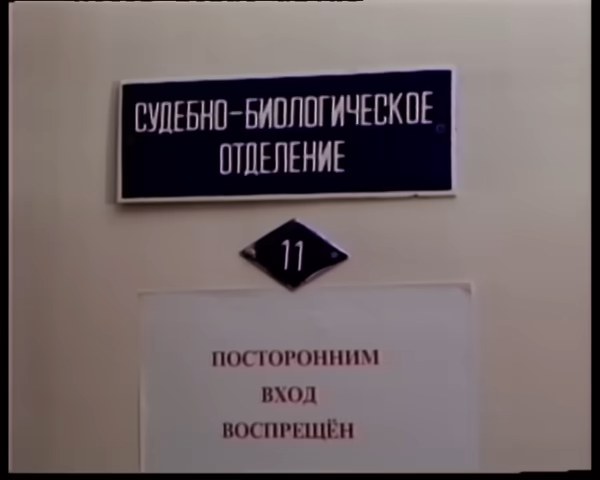 СУДЕБНО-БИОЛОГИЧЕСКОЕ
ОТДЕЛЕНИЕ
11
ПОСТОРОННИМ
ВХОД
ВОСПРЕЩЁН